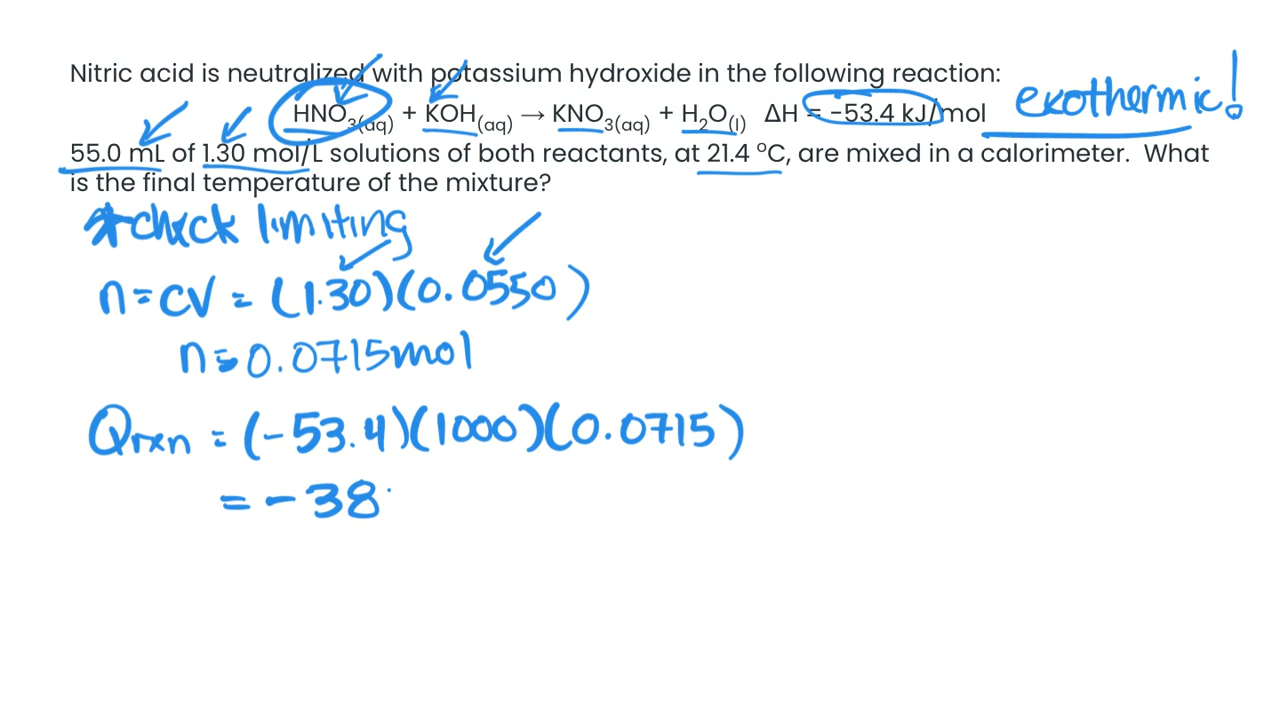 Nitric acid is neutralized with potassium hydroxide in the following reaction:
HNO3(aq) + KOH(aq) → KNO3(aq) + H2O(l) ΔH = -53.4 kJ/mol exothermic!
55.0 mL of 1.30 mol/L solutions of both reactants, at 21.4 °C, are mixed in a calorimeter. What
is the final temperature of the mixture?
*check limiting
n = CV = (1.30)(0.0550)
n = 0.0715mol
Qrxn = (-53.4)(1000)(0.0715)
= -38